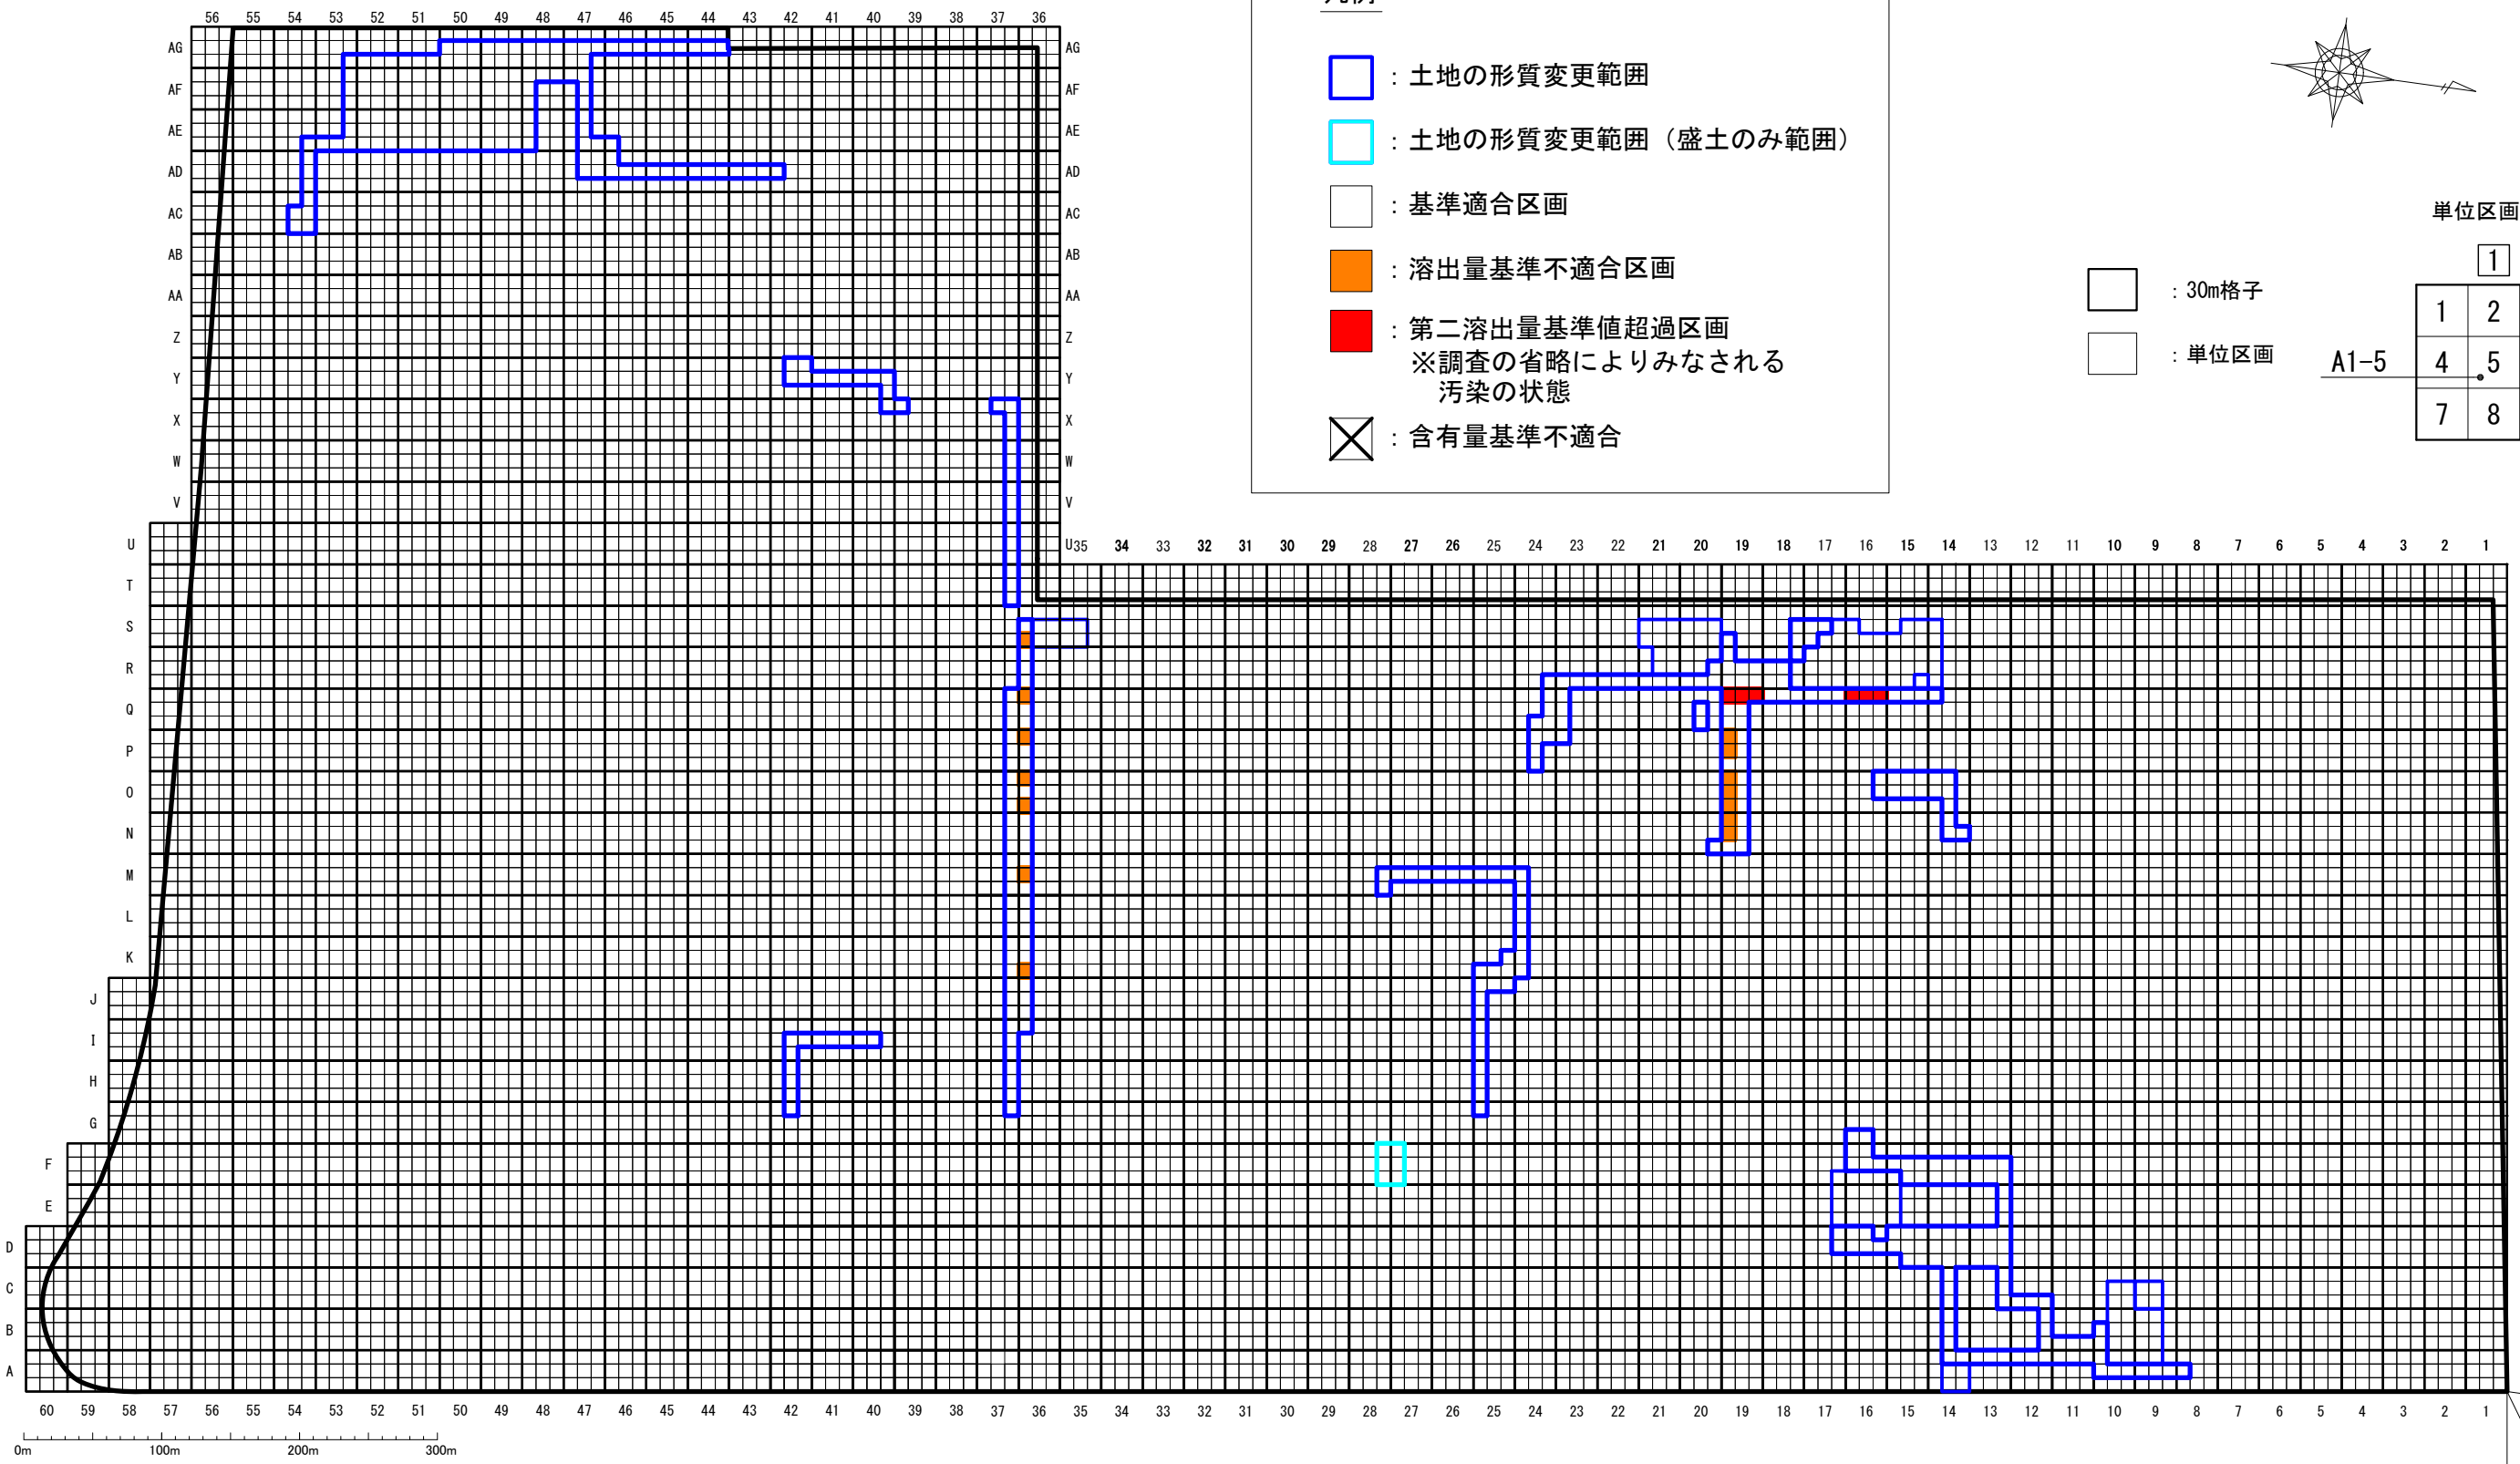 56 55 54 53 52 51 50 49 48 47 46 45 44 43 42 41 40 39 38 37 36
AG AG
AF AF
AE AE
AD AD
AC AC
AB AB
AA AA
Z Z
Y Y
X X
W W
V V
U U 35 34 33 32 31 30 29 28 27 26 25 24 23 22 21 20 19 18 17 16 15 14 13 12 11 10 9 8 7 6 5 4 3 2 1
T
S
R
Q
P
O
N
M
L
K
J
I
H
G
F
E
D
C
B
A
60 59 58 57 56 55 54 53 52 51 50 49 48 47 46 45 44 43 42 41 40 39 38 37 36 35 34 33 32 31 30 29 28 27 26 25 24 23 22 21 20 19 18 17 16 15 14 13 12 11 10 9 8 7 6 5 4 3 2 1
0m 100m 200m 300m
：土地の形質変更範囲
：土地の形質変更範囲（盛土のみ範囲）
：基準適合区画
：溶出量基準不適合区画
：第二溶出量基準値超過区画
※調査の省略によりみなされる
汚染の状態
：含有量基準不適合
：30m格子
：単位区画
単位区画
1
1 2
A1-5 4 5
7 8